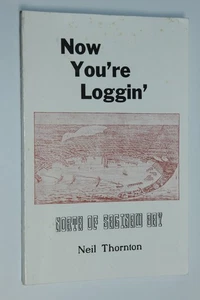 Now
You're
Loggin'
NORTH OF SAGINAW BAY
Neil Thornton